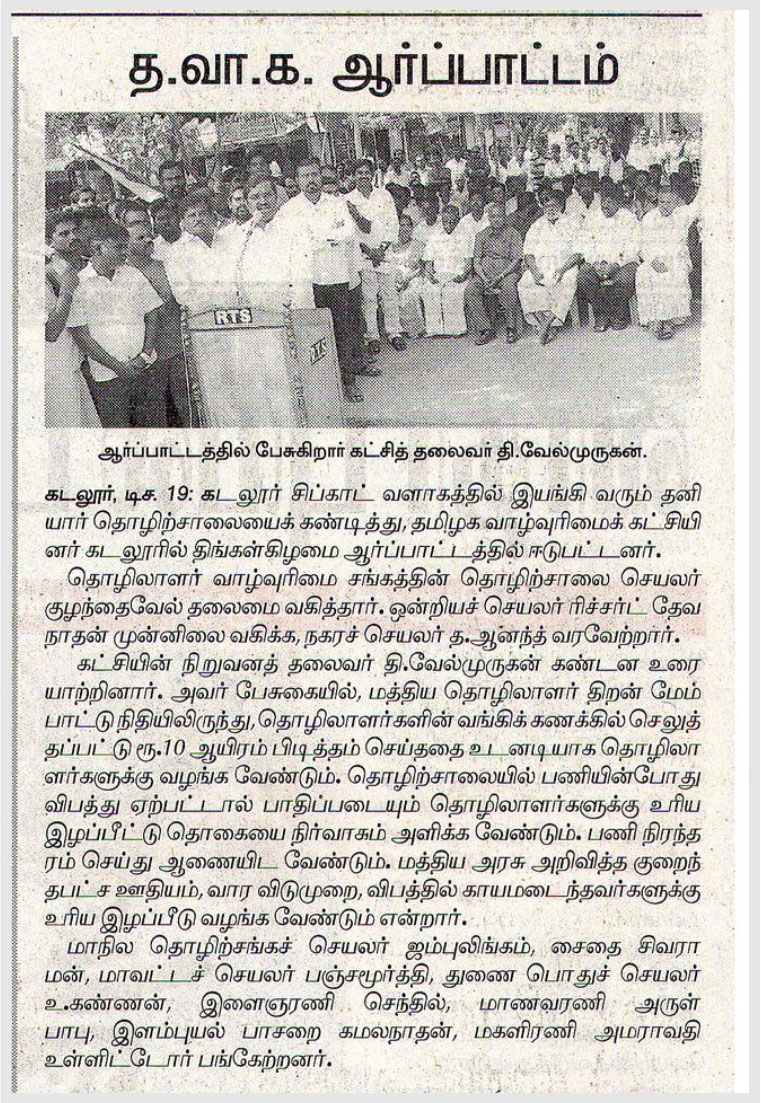 த.வா.க. ஆர்ப்பாட்டம்
RTS
RTS
ஆர்ப்பாட்டத்தில் பேசுகிறார் கட்சித் தலைவர் தி.வேல்முருகன்.
கடலூர், டிச. 19: கடலூர் சிப்காட் வளாகத்தில் இயங்கி வரும் தனி
யார் தொழிற்சாலையைக் கண்டித்து, தமிழக வாழ்வுரிமைக் கட்சியி
னர் கடலூரில் திங்கள்கிழமை ஆர்ப்பாட்டத்தில் ஈடுபட்டனர்.
தொழிலாளர் வாழ்வுரிமை சங்கத்தின் தொழிற்சாலை செயலர்
குழந்தைவேல் தலைமை வகித்தார். ஒன்றியச் செயலர் ரிச்சர்ட் தேவ
நாதன் முன்னிலை வகிக்க, நகரச் செயலர் த.ஆனந்த் வரவேற்றார்.
கட்சியின் நிறுவனத் தலைவர் தி.வேல்முருகன் கண்டன உரை
யாற்றினார். அவர் பேசுகையில், மத்திய தொழிலாளர் திறன் மேம்
பாட்டு நிதியிலிருந்து, தொழிலாளர்களின் வங்கிக் கணக்கில் செலுத்
தப்பட்டு ரூ.10 ஆயிரம் பிடித்தம் செய்ததை உடனடியாக தொழிலா
ளர்களுக்கு வழங்க வேண்டும். தொழிற்சாலையில் பணியின்போது
விபத்து ஏற்பட்டால் பாதிப்படையும் தொழிலாளர்களுக்கு உரிய
இழப்பீட்டு தொகையை நிர்வாகம் அளிக்க வேண்டும். பணி நிரந்த
ரம் செய்து ஆணையிட வேண்டும். மத்திய அரசு அறிவித்த குறைந்
தபட்ச ஊதியம், வார விடுமுறை, விபத்தில் காயமடைந்தவர்களுக்கு
உரிய இழப்பீடு வழங்க வேண்டும் என்றார்.
மாநில தொழிற்சங்கச் செயலர் ஜம்புலிங்கம், சைதை சிவரா
மன், மாவட்டச் செயலர் பஞ்சமூர்த்தி, துணை பொதுச் செயலர்
உ.கண்ணன், இளைஞரணி செந்தில், மாணவரணி அருள்
பாபு, இளம்புயல் பாசறை கமலநாதன், மகளிரணி அமராவதி
உள்ளிட்டோர் பங்கேற்றனர்.